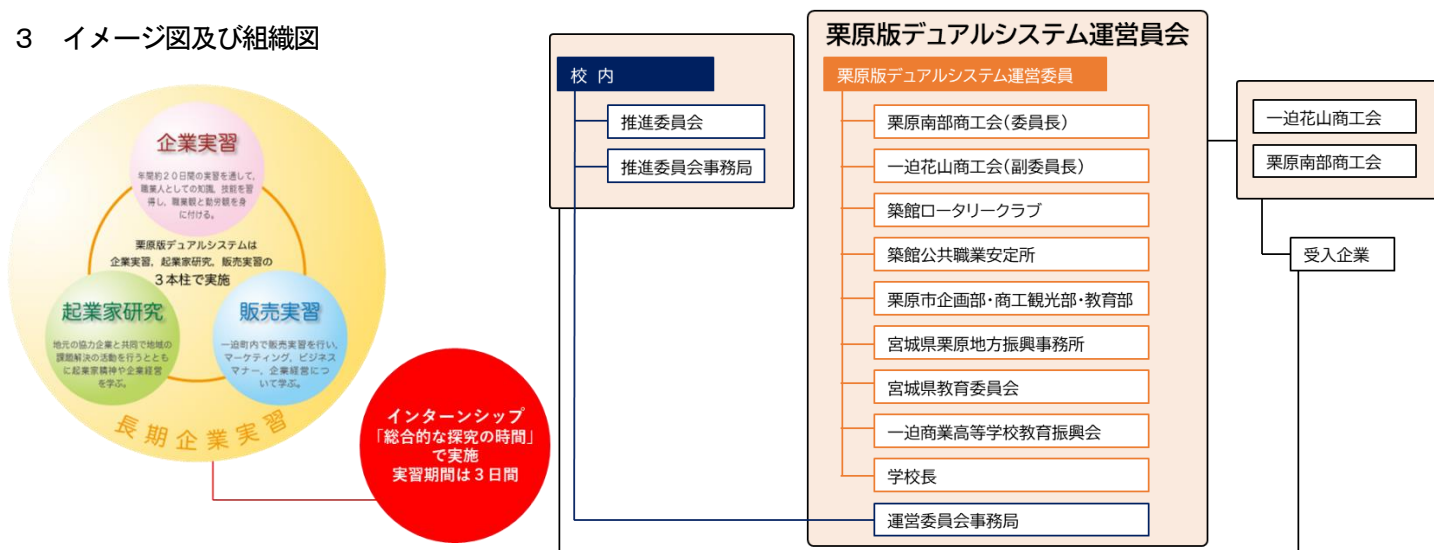 ３　イメージ図及び組織図
企業実習
年間約２０日間の実習を通して、
職業人としての知識、技能を習
得し、職業観と勤労観を身
に付ける。
栗原版デュアルシステムは
企業実習，起業家研究，販売実習の
３本柱で実施
起業家研究
地元の協力企業と共同で地域の
課題解決の活動を行うととも
に起業家精神や企業経営
を学ぶ。
販売実習
一迫町内で販売実習を行い、
マーケティング、ビジネス
マナー、企業経営につ
いて学ぶ。
長期企業実習
インターンシップ
「総合的な探究の時間」
で実施
実習期間は３日間
校内
推進委員会
推進委員会事務局
栗原版デュアルシステム運営員会
栗原版デュアルシステム運営委員
栗原南部商工会(委員長)
一迫花山商工会(副委員長)
築館ロータリークラブ
築館公共職業安定所
栗原市企画部・商工観光部・教育部
宮城県栗原地方振興事務所
宮城県教育委員会
一迫商業高等学校教育振興会
学校長
運営委員会事務局
一迫花山商工会
栗原南部商工会
受入企業